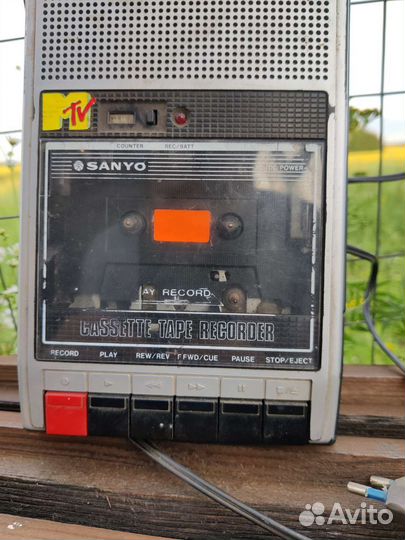 MTV
COUNTER REC/BATT
SANYO
POWER
AY RECORD
CASSETTE TAPE RECORDER
RECORD PLAY REW/REV F FWD/CUE PAUSE STOP/EJECT
Avito